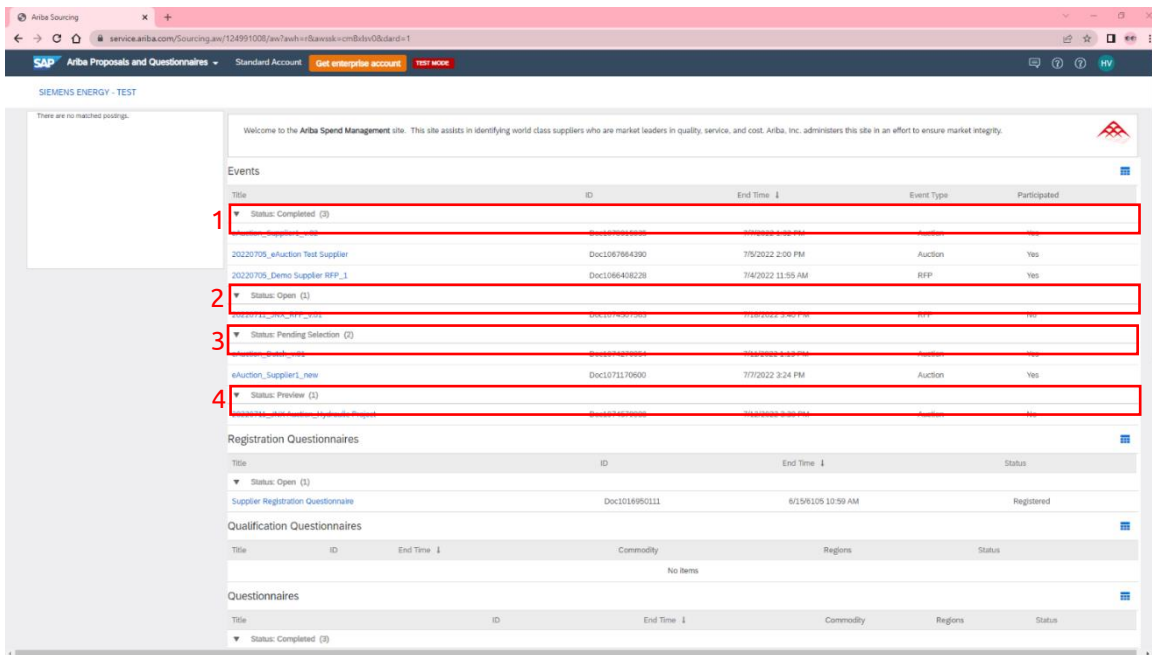 Ariba Sourcing
service.ariba.com/Sourcing.aw/124991008/aw?awh=r&awssk=cmBxlsv0&dard=1
SAP Ariba Proposals and Questionnaires Standard Account Get enterprise account TEST MODE HV
SIEMENS ENERGY - TEST
There are no matched postings.
Welcome to the Ariba Spend Management site. This site assists in identifying world class suppliers who are market leaders in quality, service, and cost. Ariba, Inc. administers this site in an effort to ensure market integrity.
Events
Title ID End Time ↓ Event Type Participated
1 ▼ Status: Completed (3)
Auction Yes
20220705_eAuction Test Supplier Doc1067664390 7/5/2022 2:00 PM Auction Yes
20220705_Demo Supplier RFP_1 Doc1066408228 7/4/2022 11:55 AM RFP Yes
2 ▼ Status: Open (1)
RFP No
3 ▼ Status: Pending Selection (2)
Auction Yes
eAuction_Supplier1_new Doc1071170600 7/7/2022 3:24 PM Auction Yes
4 ▼ Status: Preview (1)
Auction No
Registration Questionnaires
Title ID End Time ↓ Status
▼ Status: Open (1)
Supplier Registration Questionnaire Doc1016950111 6/15/6105 10:59 AM Registered
Qualification Questionnaires
Title ID End Time ↓ Commodity Regions Status
No items
Questionnaires
Title ID End Time ↓ Commodity Regions Status
▼ Status: Completed (3)